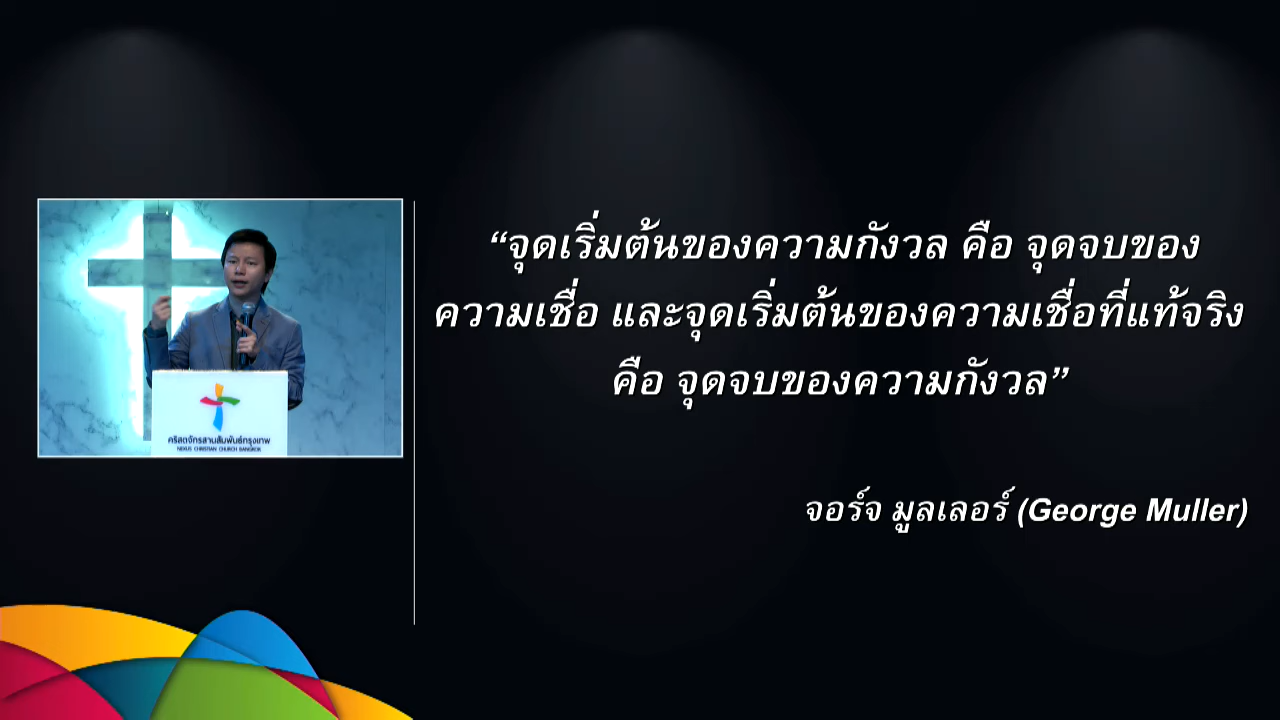 “จุดเริ่มต้นของความกังวล คือ จุดจบของ
ความเชื่อ และจุดเริ่มต้นของความเชื่อที่แท้จริง
คือ จุดจบของความกังวล”
จอร์จ มูลเลอร์ (George Muller)
คริสตจักรสานสัมพันธ์กรุงเทพ
NEXUS CHRISTIAN CHURCH BANGKOK